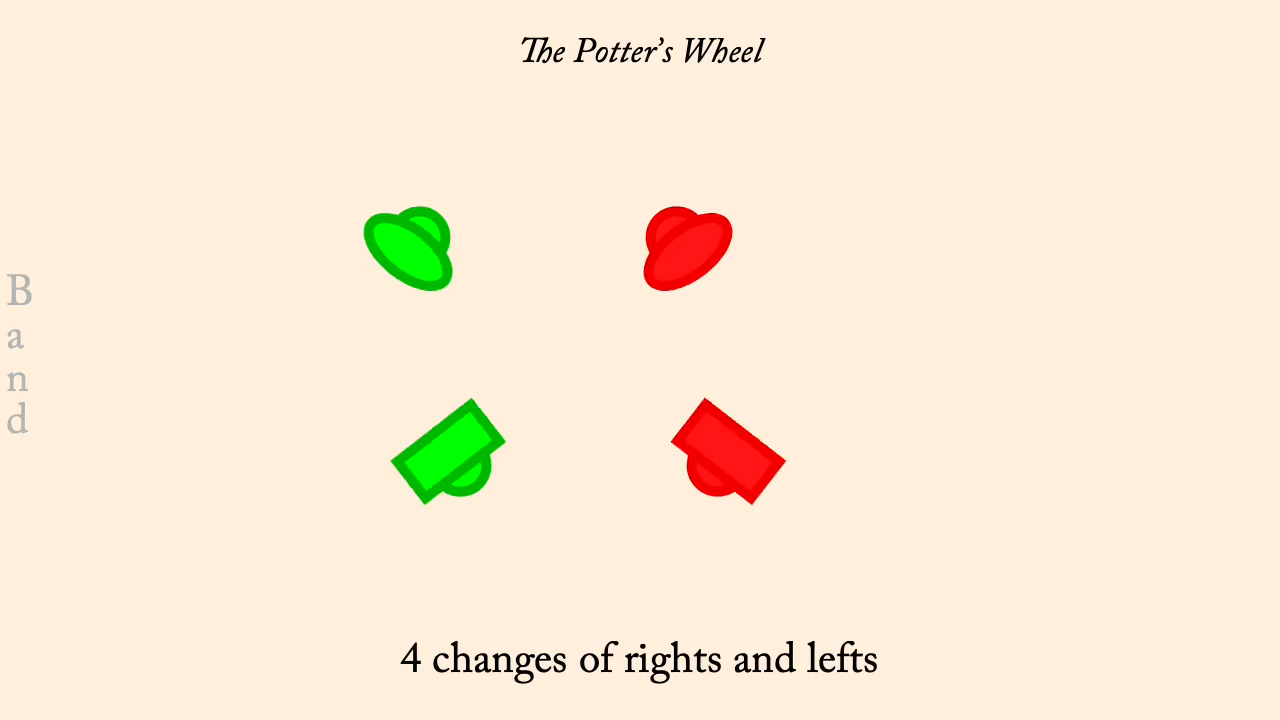 The Potter’s Wheel
B
a
n
d
4 changes of rights and lefts